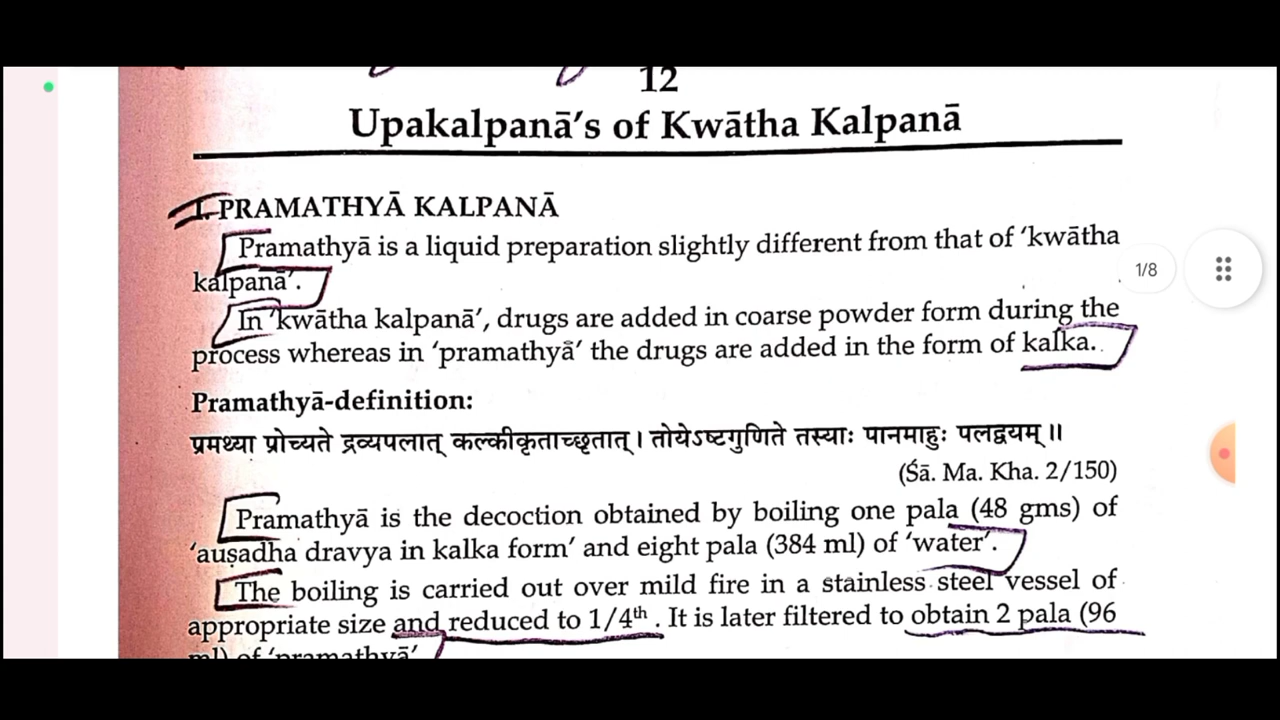 12
Upakalpanā's of Kwātha Kalpanā
I. PRAMATHYĀ KALPANĀ
Pramathyā is a liquid preparation slightly different from that of 'kwātha
kalpanā'.
1/8
In 'kwātha kalpanā', drugs are added in coarse powder form during the
process whereas in 'pramathyā' the drugs are added in the form of kalka.
Pramathyā-definition:
प्रमथ्या प्रोच्यते द्रव्यपलात् कल्कीकृताच्छृतात्। तोयेऽष्टगुणिते तस्याः पानमाहुः पलद्वयम्॥
(Śā. Ma. Kha. 2/150)
Pramathyā is the decoction obtained by boiling one pala (48 gms) of
'auṣadha dravya in kalka form' and eight pala (384 ml) of 'water'.
The boiling is carried out over mild fire in a stainless steel vessel of
appropriate size and reduced to 1/4th. It is later filtered to obtain 2 pala (96
ml) of 'pramathyā'